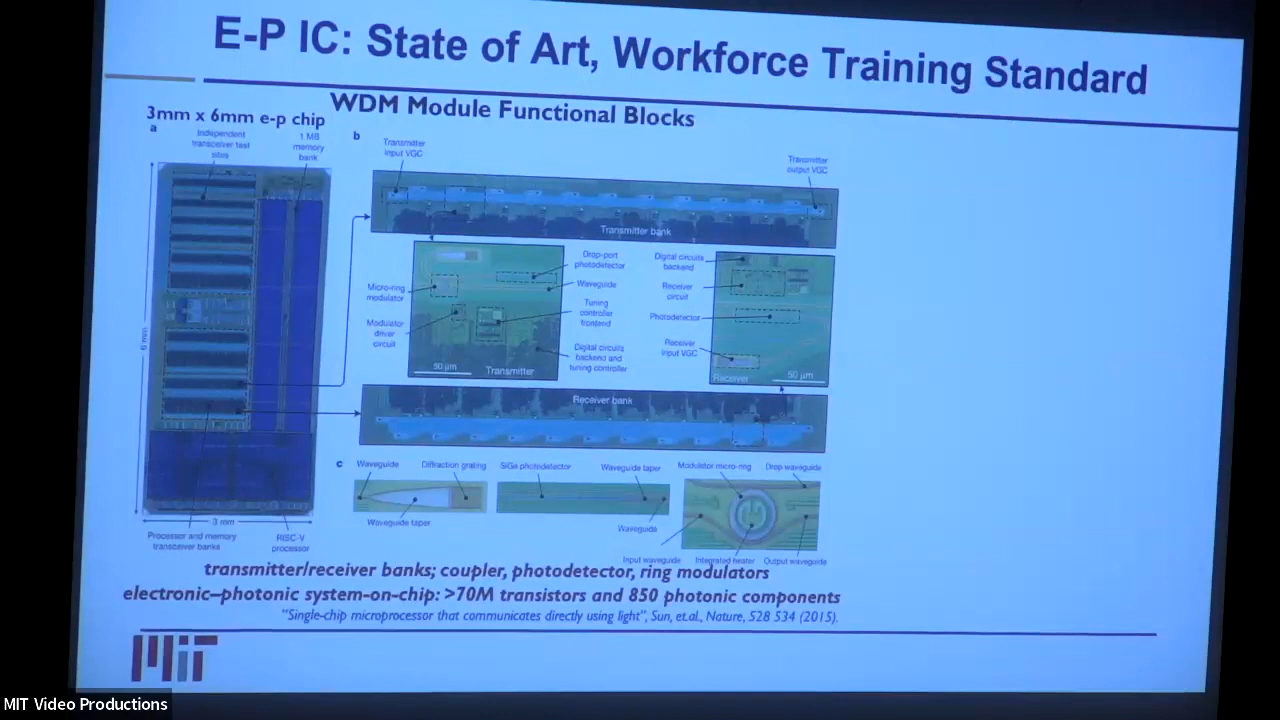 E-P IC: State of Art, Workforce Training Standard
WDM Module Functional Blocks
3mm x 6mm e-p chip
a
Independent
transceiver test
sites
1 MB
memory
bank
b
Transmitter
input VGC
Transmitter
output VGC
Transmitter bank
Drop-port
photodetector
Waveguide
Micro-ring
modulator
Tuning
controller
frontend
Modulator
driver
circuit
Digital circuits
backend and
tuning controller
50 µm
Transmitter
Digital circuits
backend
Receiver
circuit
Photodetector
Receiver
input VGC
Receiver
50 µm
Receiver bank
6 mm
3 mm
Processor and memory
transceiver banks
RISC-V
processor
c
Waveguide
Diffraction grating
SiGe photodetector
Waveguide taper
Modulator micro-ring
Drop waveguide
Waveguide taper
Waveguide
Input waveguide
Integrated heater
Output waveguide
transmitter/receiver banks; coupler, photodetector, ring modulators
electronic–photonic system-on-chip: >70M transistors and 850 photonic components
"Single-chip microprocessor that communicates directly using light", Sun, et.al., Nature, 528 534 (2015).
MIT
MIT Video Productions